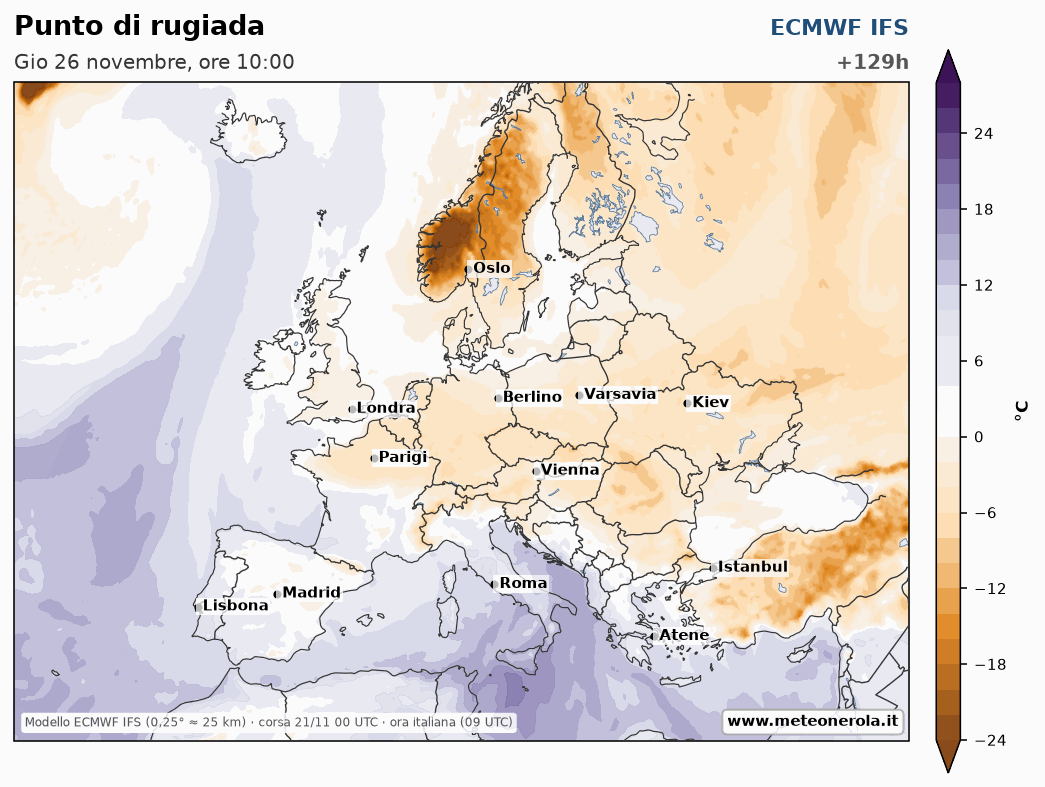 Punto di rugiada
ECMWF IFS
Gio 26 novembre, ore 10:00
+129h
24
18
12
6
0
−6
−12
−18
−24
°C
Oslo
Berlino
Varsavia
Kiev
Londra
Parigi
Vienna
Istanbul
Roma
Madrid
Lisbona
Atene
Modello ECMWF IFS (0,25° ≈ 25 km) · corsa 21/11 00 UTC · ora italiana (09 UTC)
www.meteonerola.it